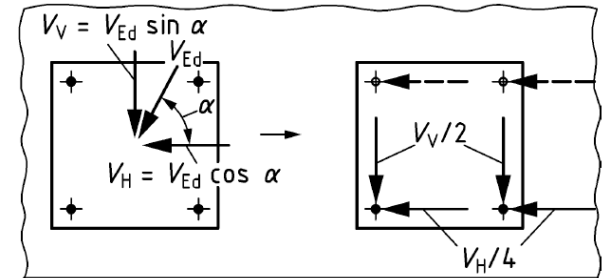 V_V = V_Ed sin α
V_Ed
α
V_H = V_Ed cos α
V_V/2
V_H/4